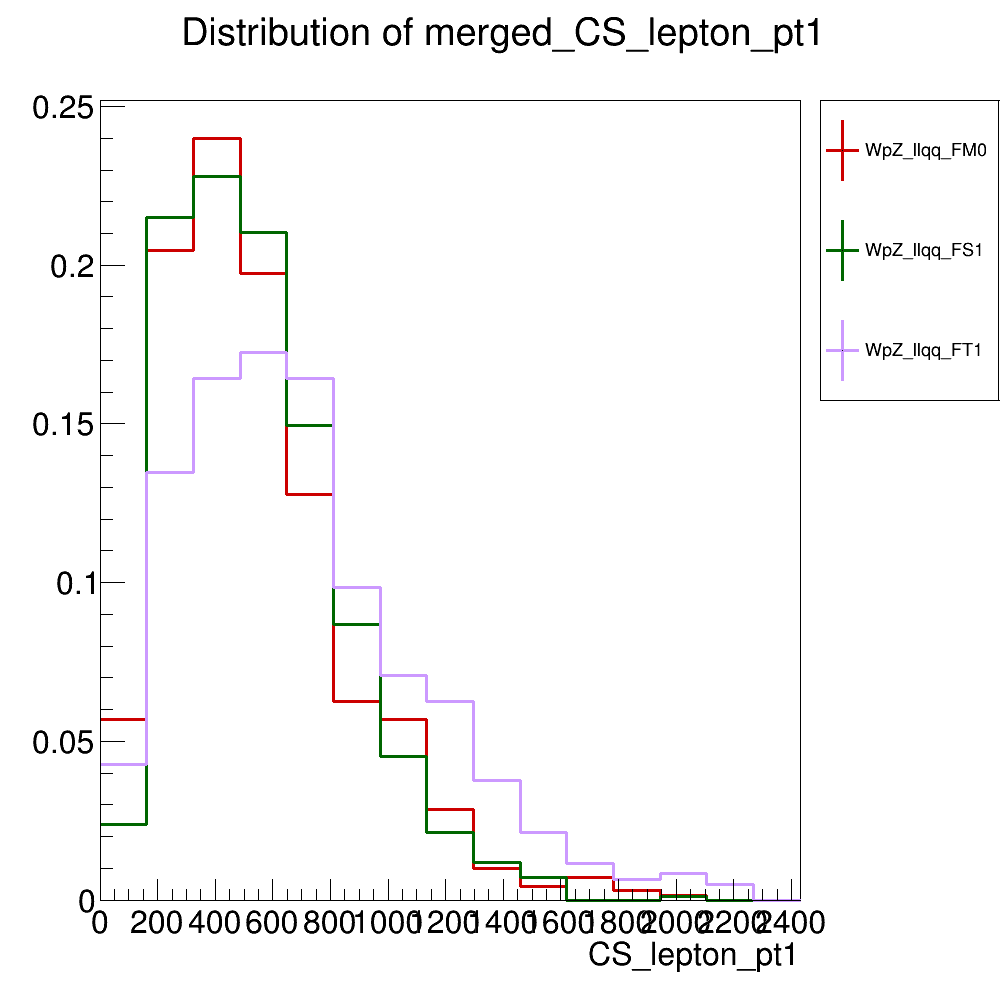 Distribution of merged_CS_lepton_pt1
0.25
0.2
0.15
0.1
0.05
0
0 200 400 600 800 1000 1200 1400 1600 1800 2000 2200 2400
CS_lepton_pt1
WpZ_llqq_FM0
WpZ_llqq_FS1
WpZ_llqq_FT1